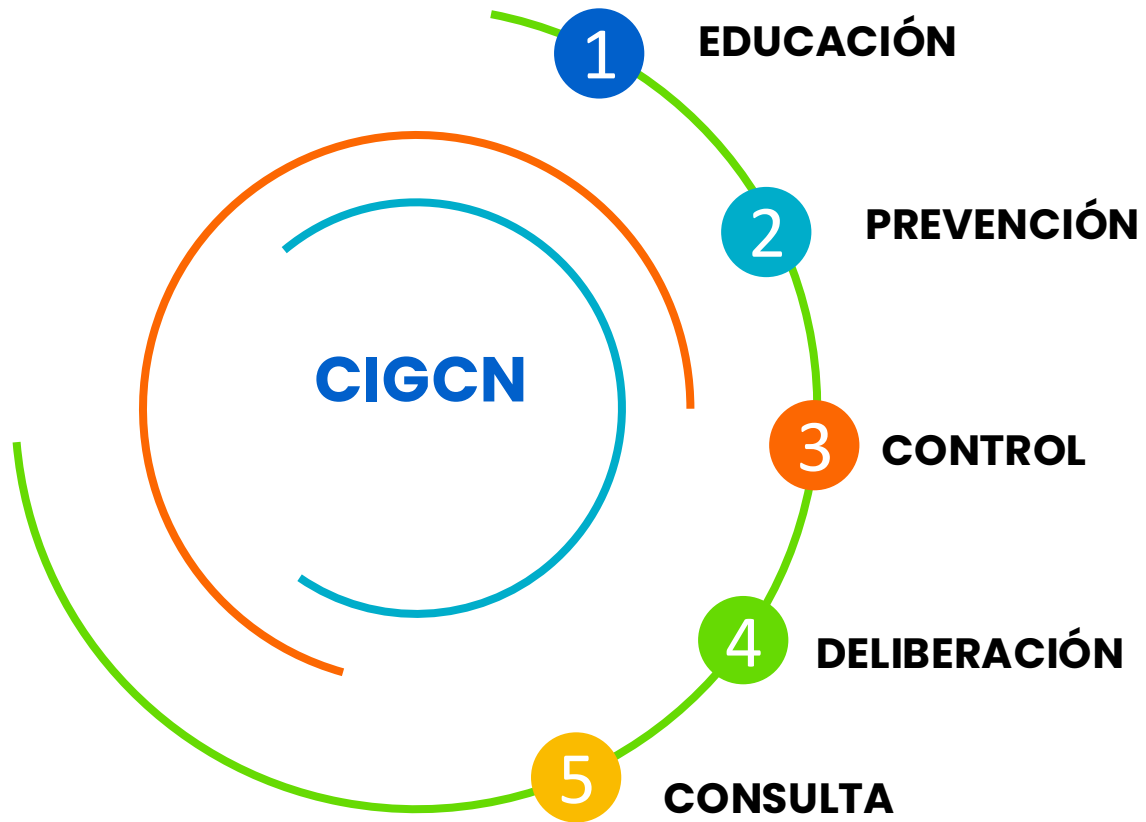 1 EDUCACIÓN
2 PREVENCIÓN
CIGCN
3 CONTROL
4 DELIBERACIÓN
5 CONSULTA